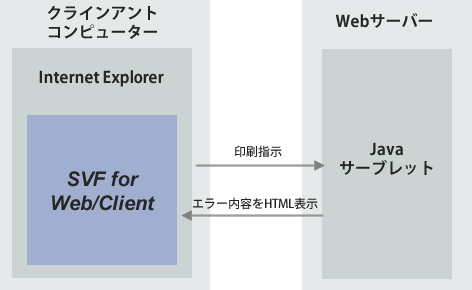 クラインアント
コンピューター
Internet Explorer
SVF for
Web/Client
印刷指示
エラー内容をHTML表示
Webサーバー
Java
サーブレット